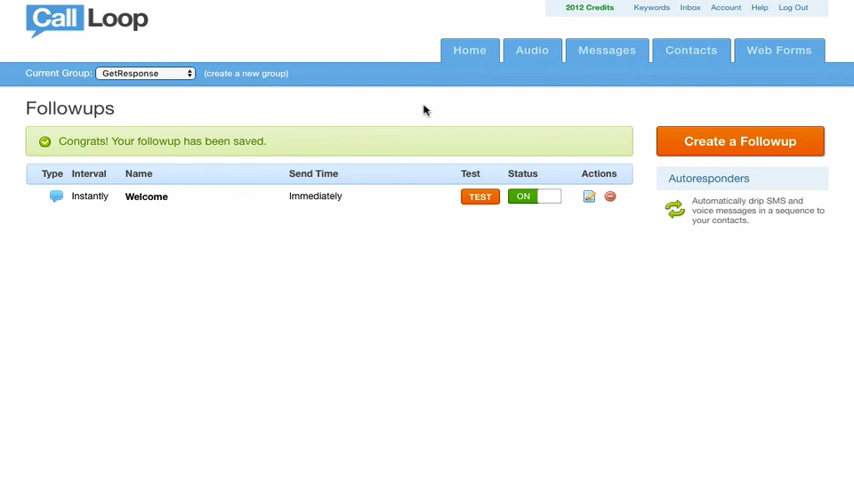 Call Loop
2012 Credits Keywords Inbox Account Help Log Out
Home Audio Messages Contacts Web Forms
Current Group: GetResponse (create a new group)
Followups
Congrats! Your followup has been saved.
Create a Followup
Type Interval Name Send Time Test Status Actions
Instantly Welcome Immediately TEST ON
Autoresponders
Automatically drip SMS and
voice messages in a sequence to
your contacts.